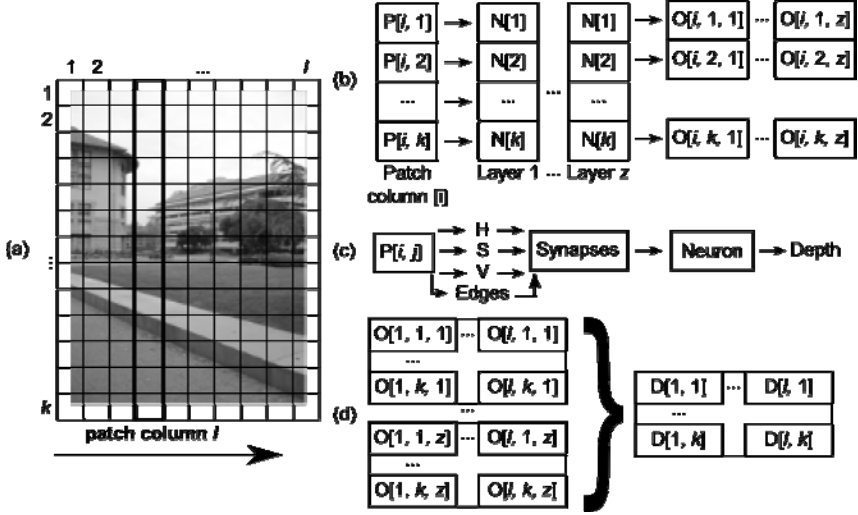 1 2 ... l
1
2
⋮
k
(a)
patch column i
(b)
P[i, 1] N[1] N[1] O[i, 1, 1] ... O[i, 1, z]
P[i, 2] N[2] N[2] O[i, 2, 1] ... O[i, 2, z]
... ... ... ...
P[i, k] N[k] N[k] O[i, k, 1] ... O[i, k, z]
Patch Layer 1 ... Layer z
column [i]
(c)
H
P[i, j] S Synapses Neuron Depth
V
Edges
(d)
O[1, 1, 1] ... O[l, 1, 1]
...
O[1, k, 1] O[l, k, 1]
...
O[1, 1, z] ... O[l, 1, z]
...
O[1, k, z] O[l, k, z]
D[1, 1] ... D[l, 1]
...
D[1, k] D[l, k]